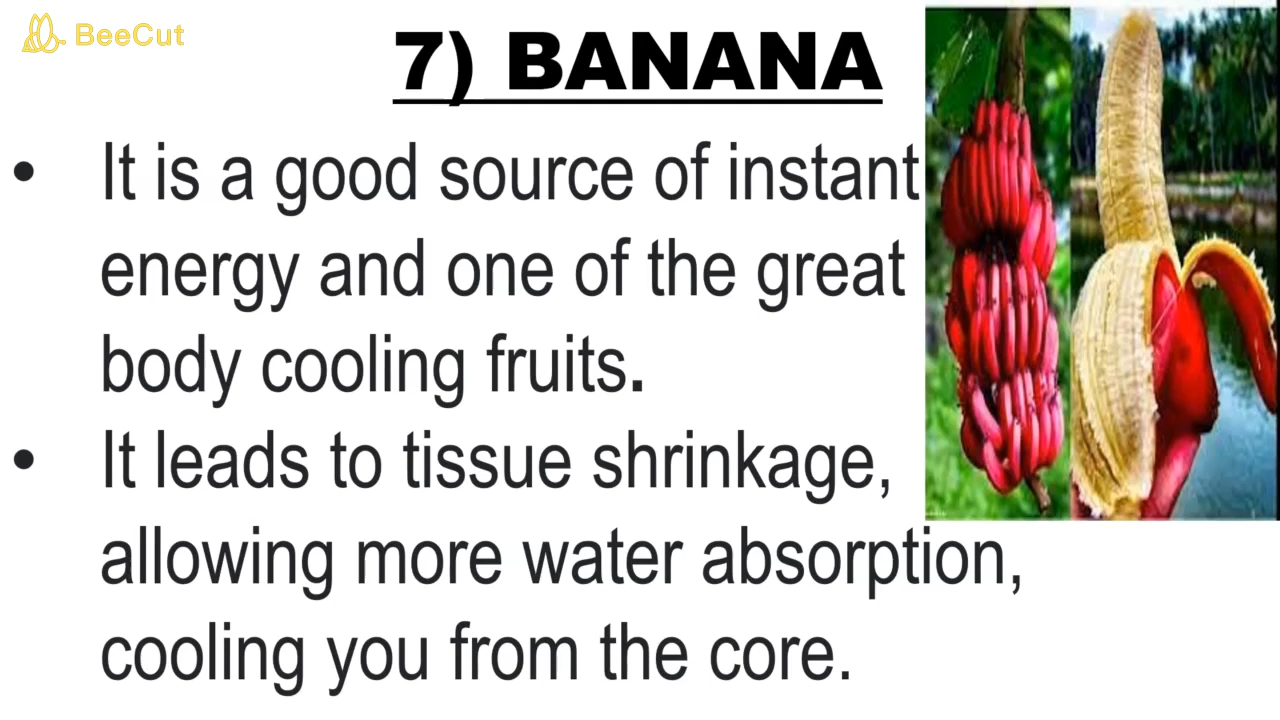 BeeCut
7) BANANA
• It is a good source of instant
energy and one of the great
body cooling fruits.
• It leads to tissue shrinkage,
allowing more water absorption,
cooling you from the core.